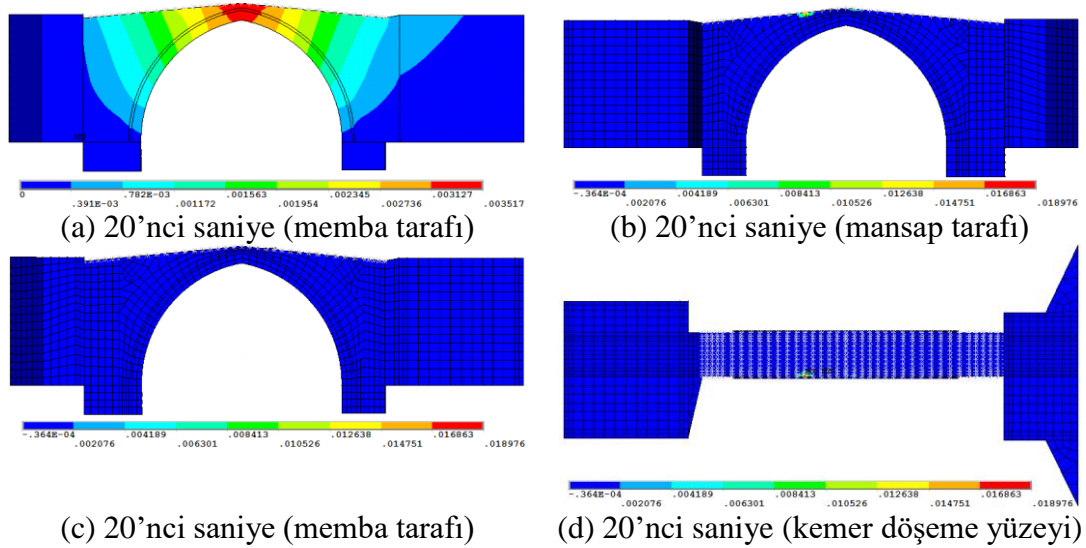 0 .782E-03 .001563 .002345 .003127
.391E-03 .001172 .001954 .002736 .003517
(a) 20’nci saniye (memba tarafı)
-.364E-04 .004189 .008413 .012638 .016863
.002076 .006301 .010526 .014751 .018976
(b) 20’nci saniye (mansap tarafı)
-.364E-04 .004189 .008413 .012638 .016863
.002076 .006301 .010526 .014751 .018976
(c) 20’nci saniye (memba tarafı)
-.364E-04 .004189 .008413 .012638 .016863
.002076 .006301 .010526 .014751 .018976
(d) 20’nci saniye (kemer döşeme yüzeyi)